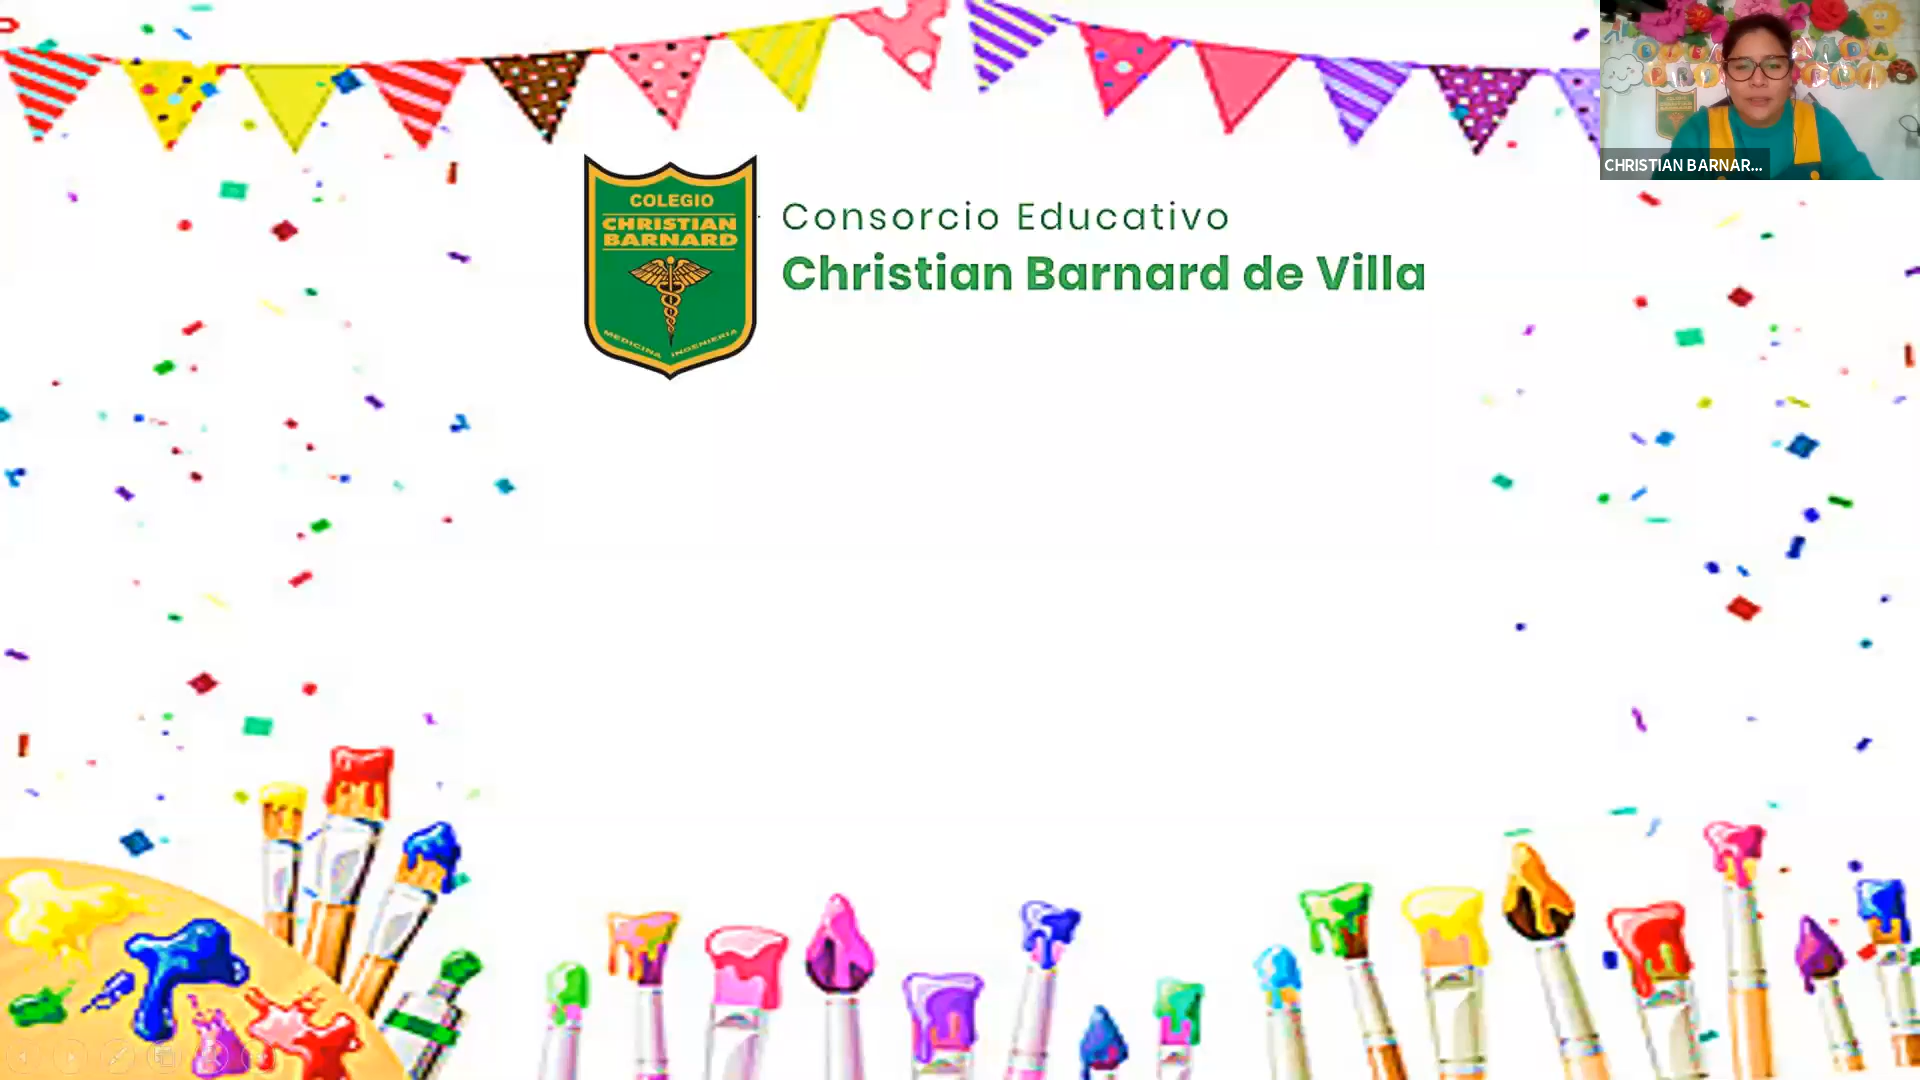 COLEGIO
CHRISTIAN
BARNARD
MEDICINA INGENIERIA
Consorcio Educativo
Christian Barnard de Villa
CHRISTIAN BARNAR...